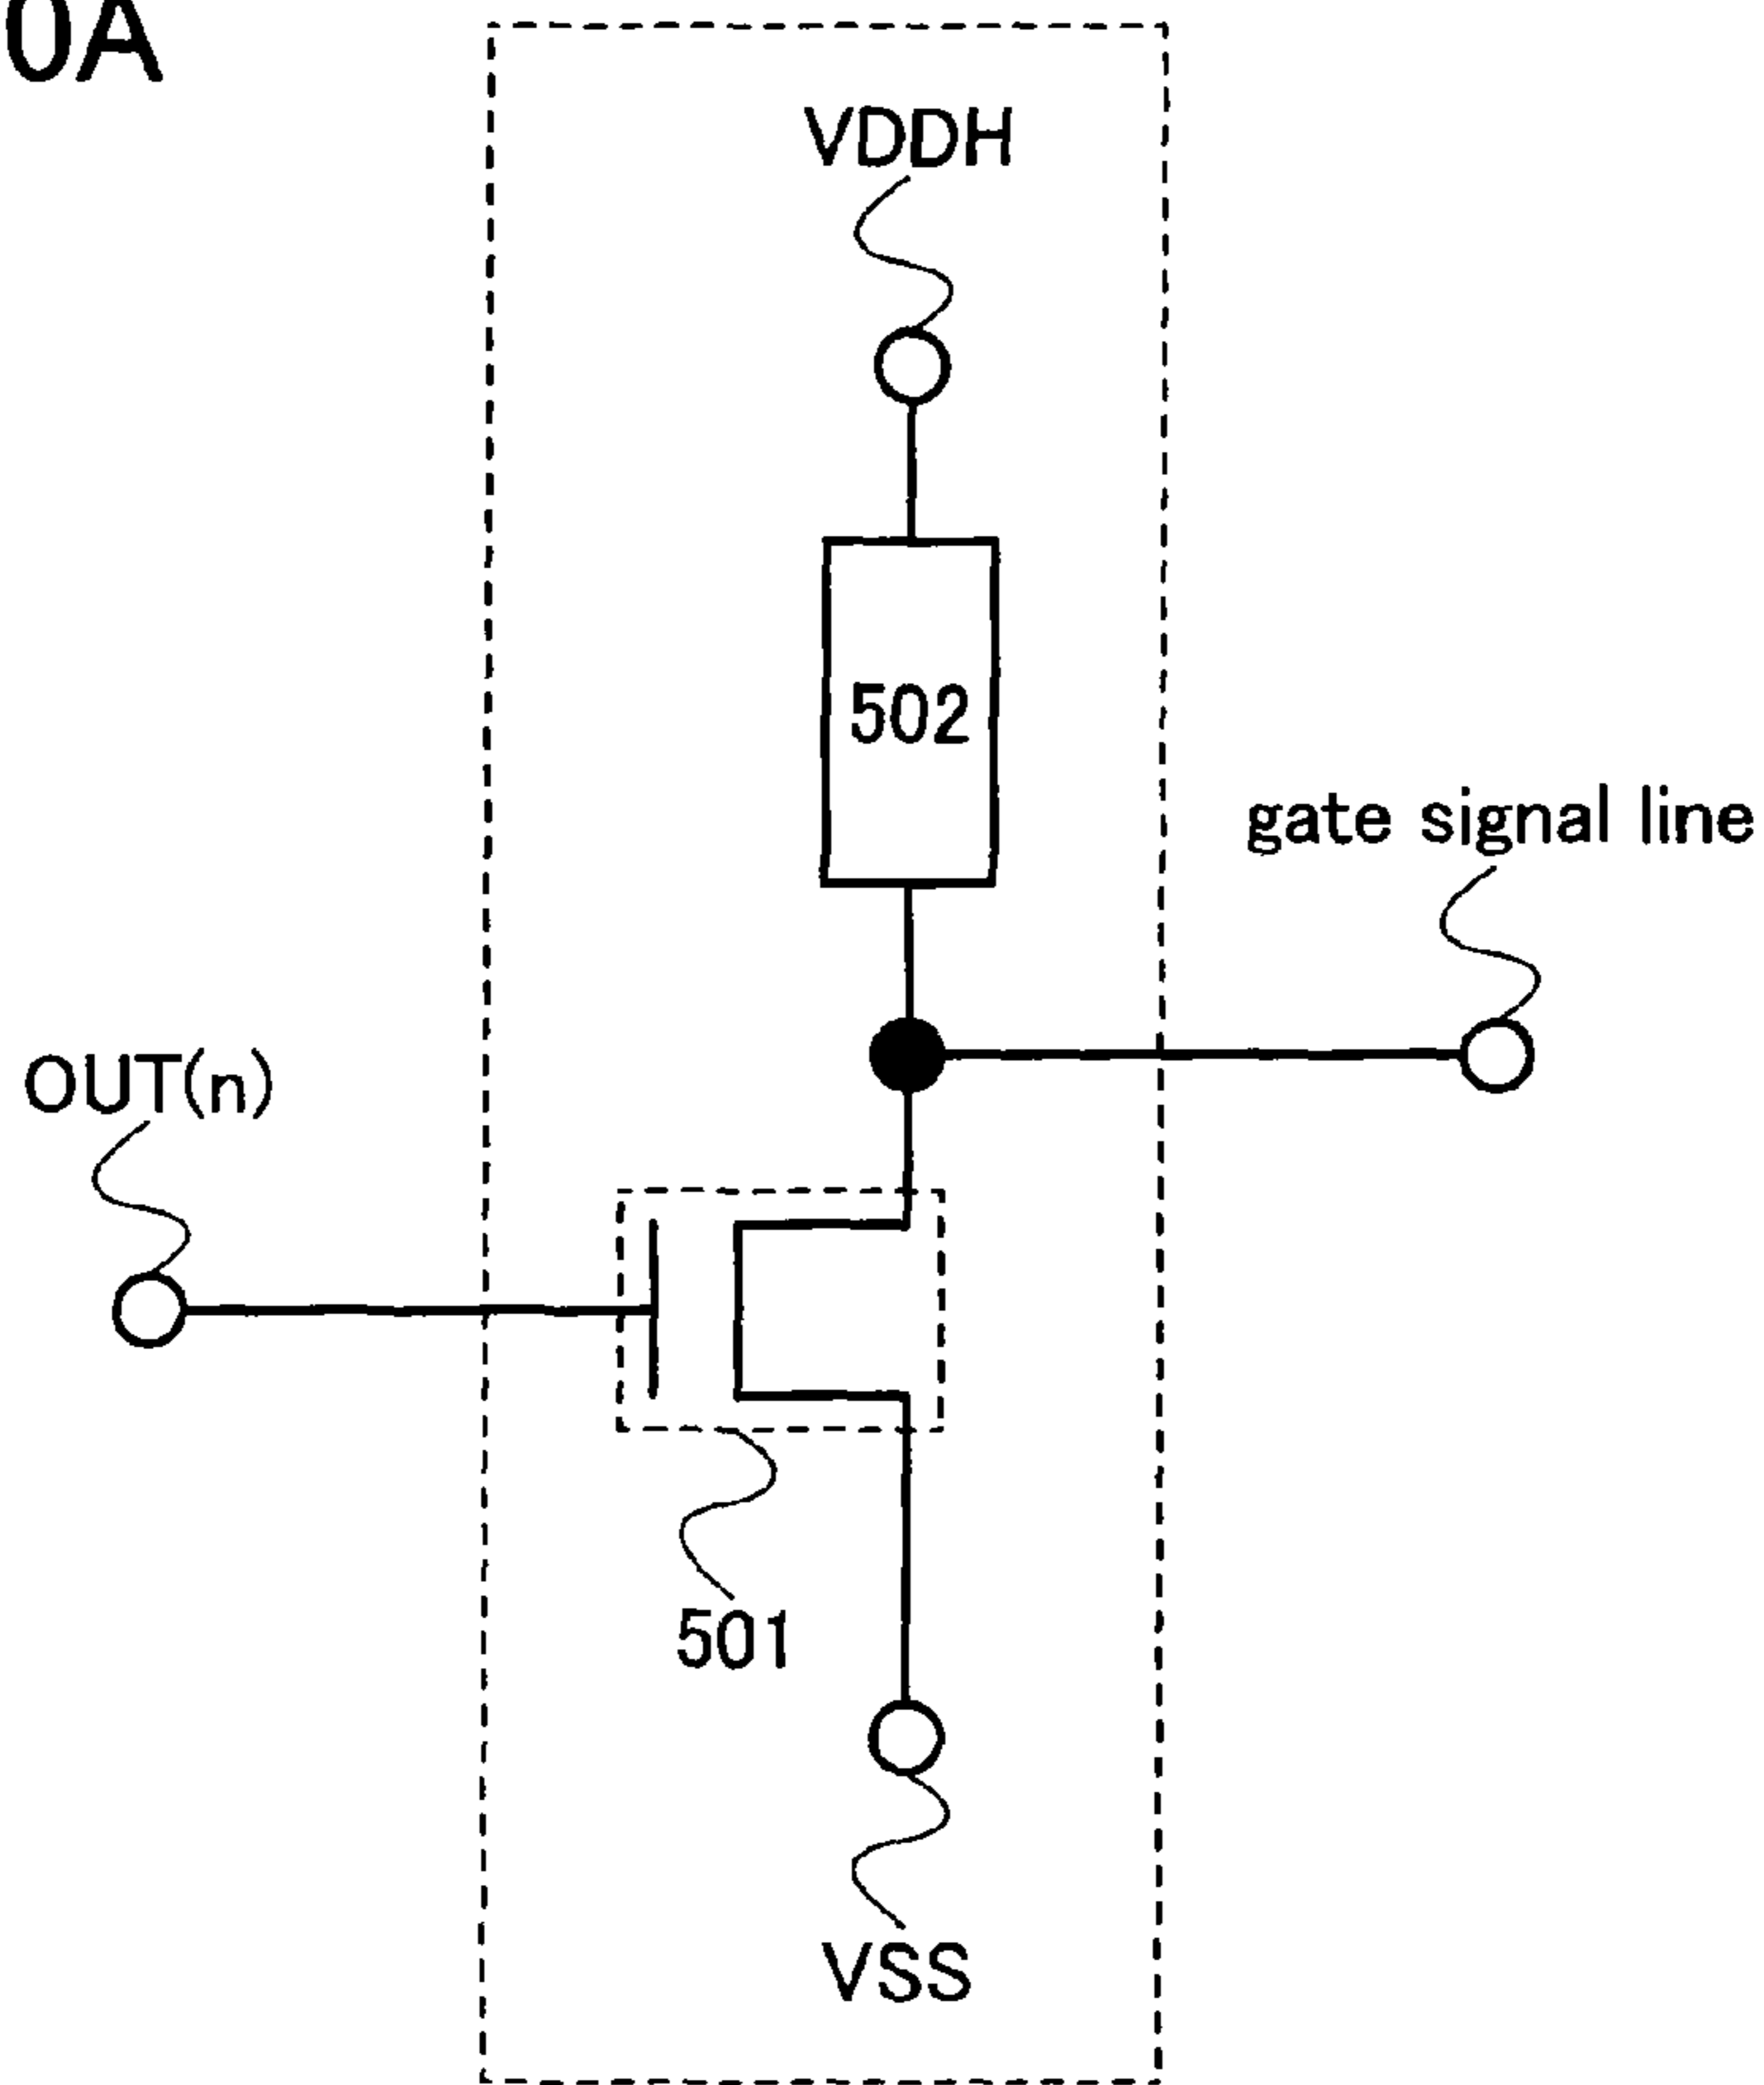 0A
VDDH
502
gate signal line
OUT(n)
501
VSS